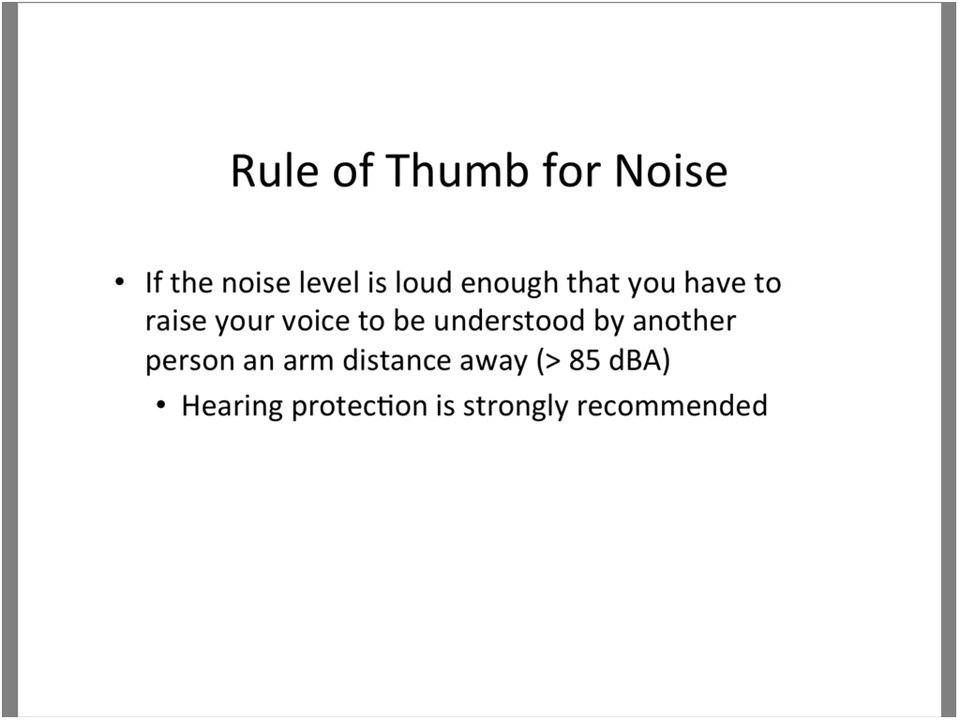 Rule of Thumb for Noise
• If the noise level is loud enough that you have to
raise your voice to be understood by another
person an arm distance away (> 85 dBA)
• Hearing protection is strongly recommended